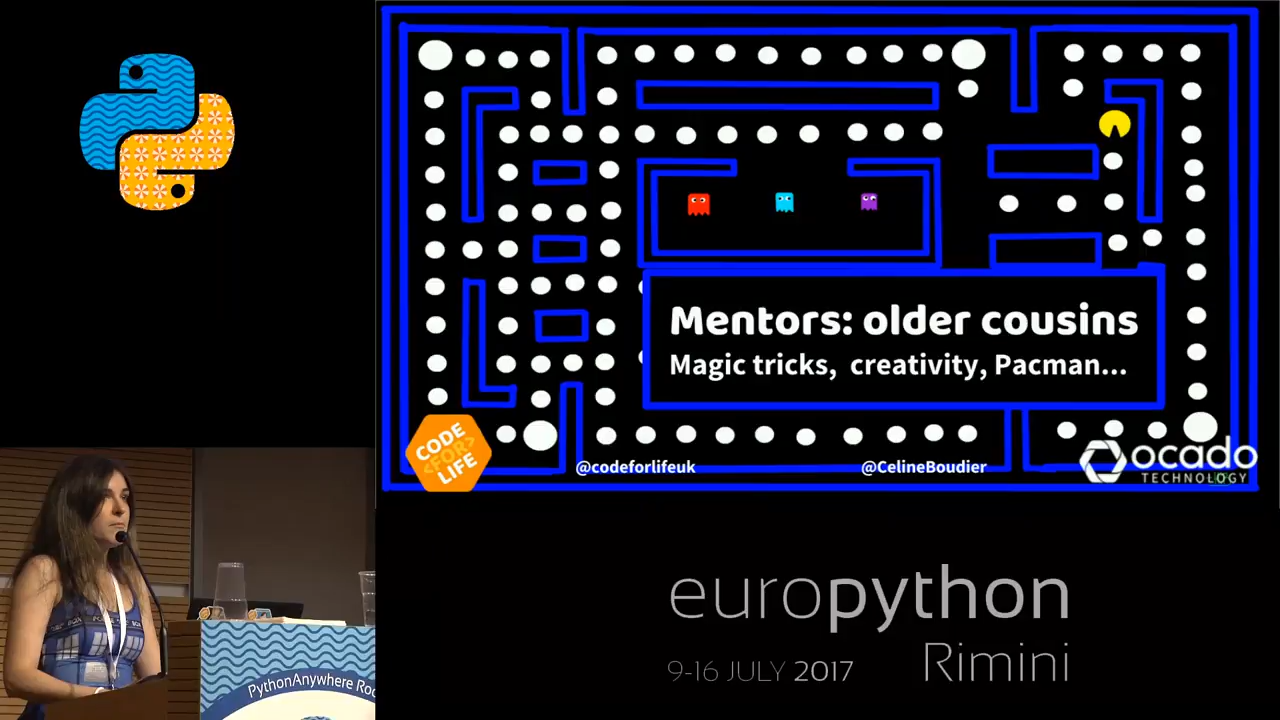 Mentors: older cousins
Magic tricks, creativity, Pacman...
CODE
<FOR>
LIFE
@codeforlifeuk
@CelineBoudier
ocado
TECHNOLOGY
europython
9-16 JULY 2017
Rimini
PythonAnywhere Roo